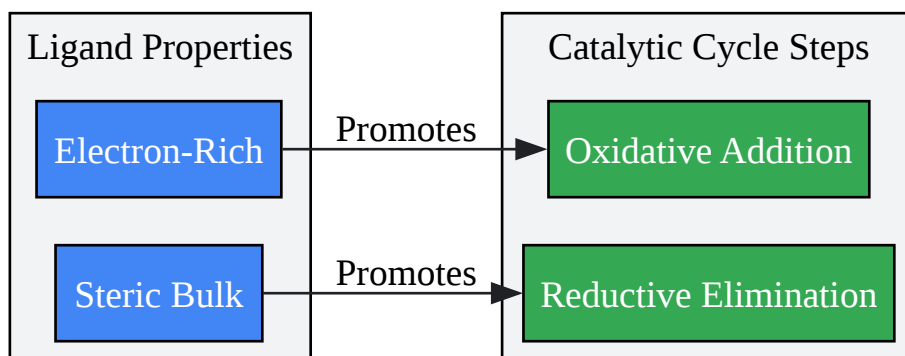 Ligand Properties
Catalytic Cycle Steps
Electron-Rich
Promotes
Oxidative Addition
Steric Bulk
Promotes
Reductive Elimination